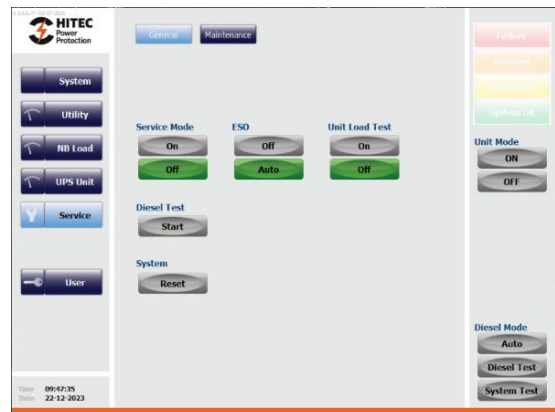 HITEC
Power
Protection
General
Maintenance
Failure
Warning
System OK
System
Utility
NB Load
UPS Unit
Service
User
Service Mode
On
Off
ESO
Off
Auto
Unit Load Test
On
Off
Diesel Test
Start
System
Reset
Unit Mode
ON
OFF
Diesel Mode
Auto
Diesel Test
System Test
Time 09:47:35
Date 22-12-2023